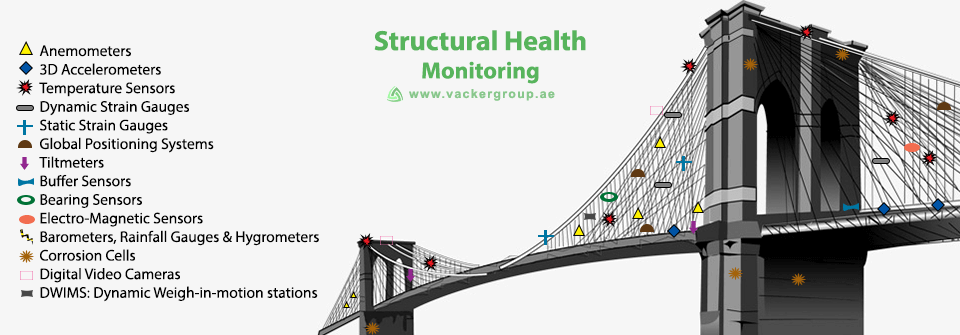 Structural Health
Monitoring
www.vackergroup.ae
Anemometers
3D Accelerometers
Temperature Sensors
Dynamic Strain Gauges
Static Strain Gauges
Global Positioning Systems
Tiltmeters
Buffer Sensors
Bearing Sensors
Electro-Magnetic Sensors
Barometers, Rainfall Gauges & Hygrometers
Corrosion Cells
Digital Video Cameras
DWIMS: Dynamic Weigh-in-motion stations